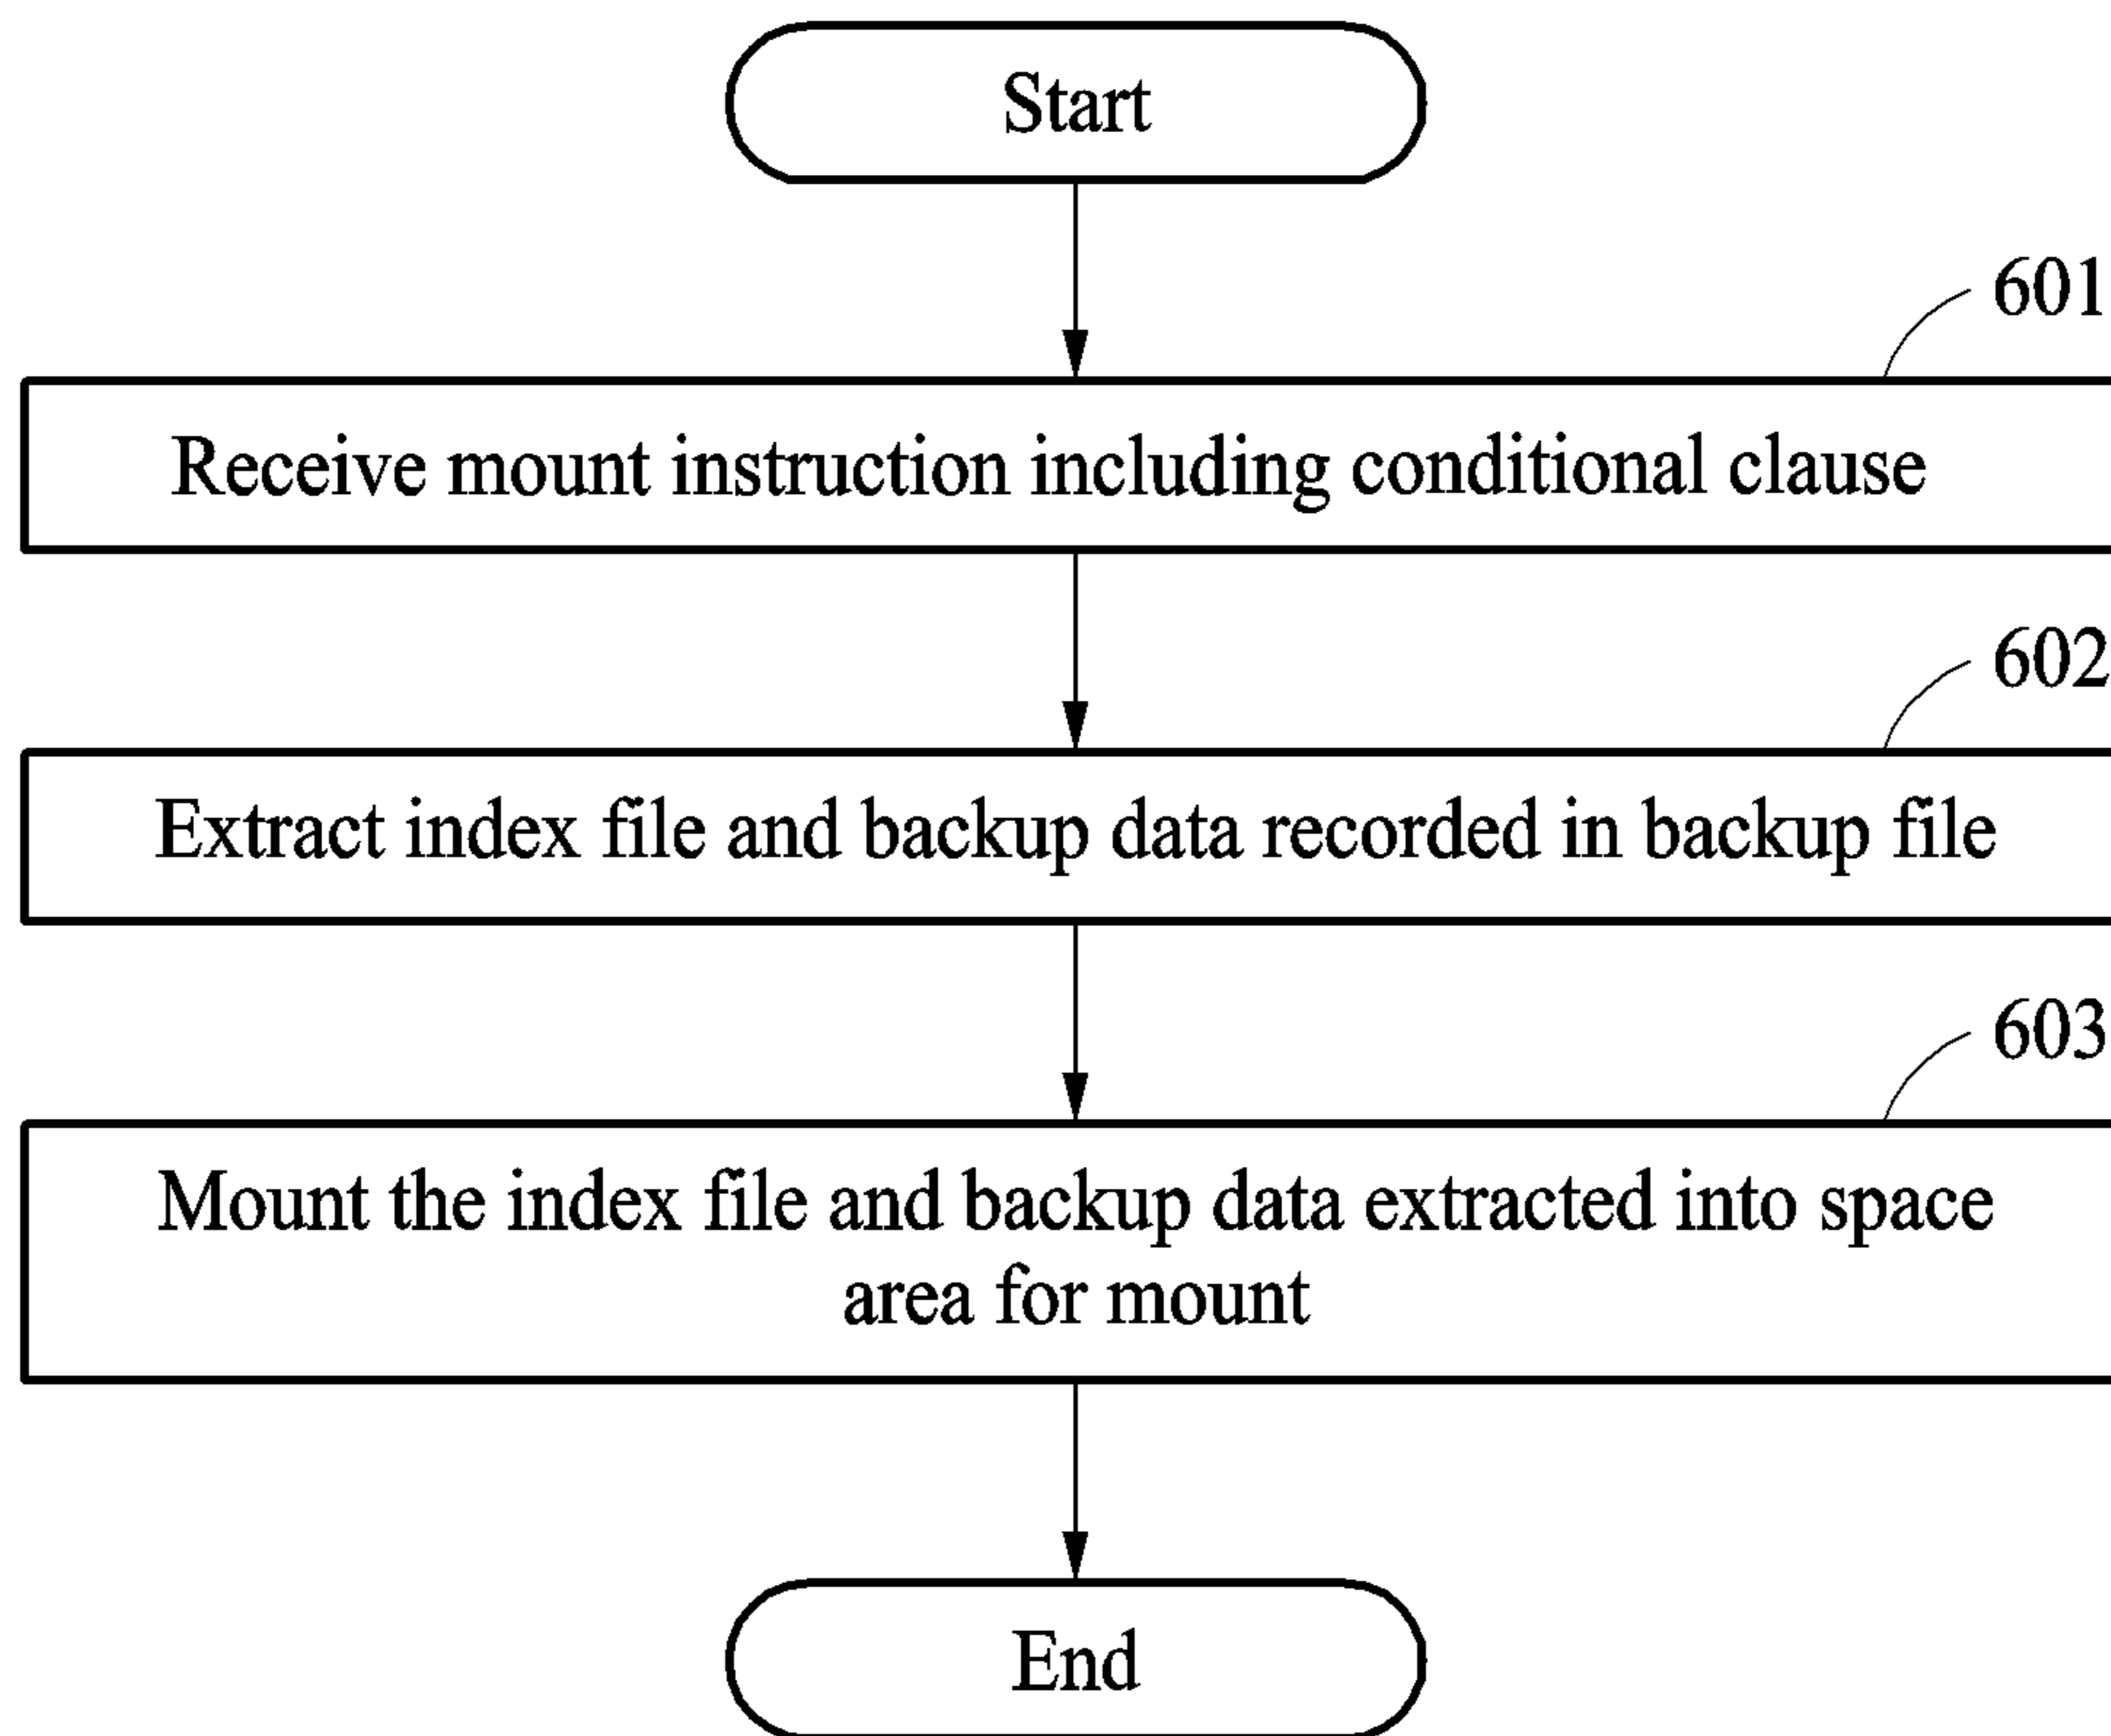 Start
601
Receive mount instruction including conditional clause
602
Extract index file and backup data recorded in backup file
603
Mount the index file and backup data extracted into space
area for mount
End